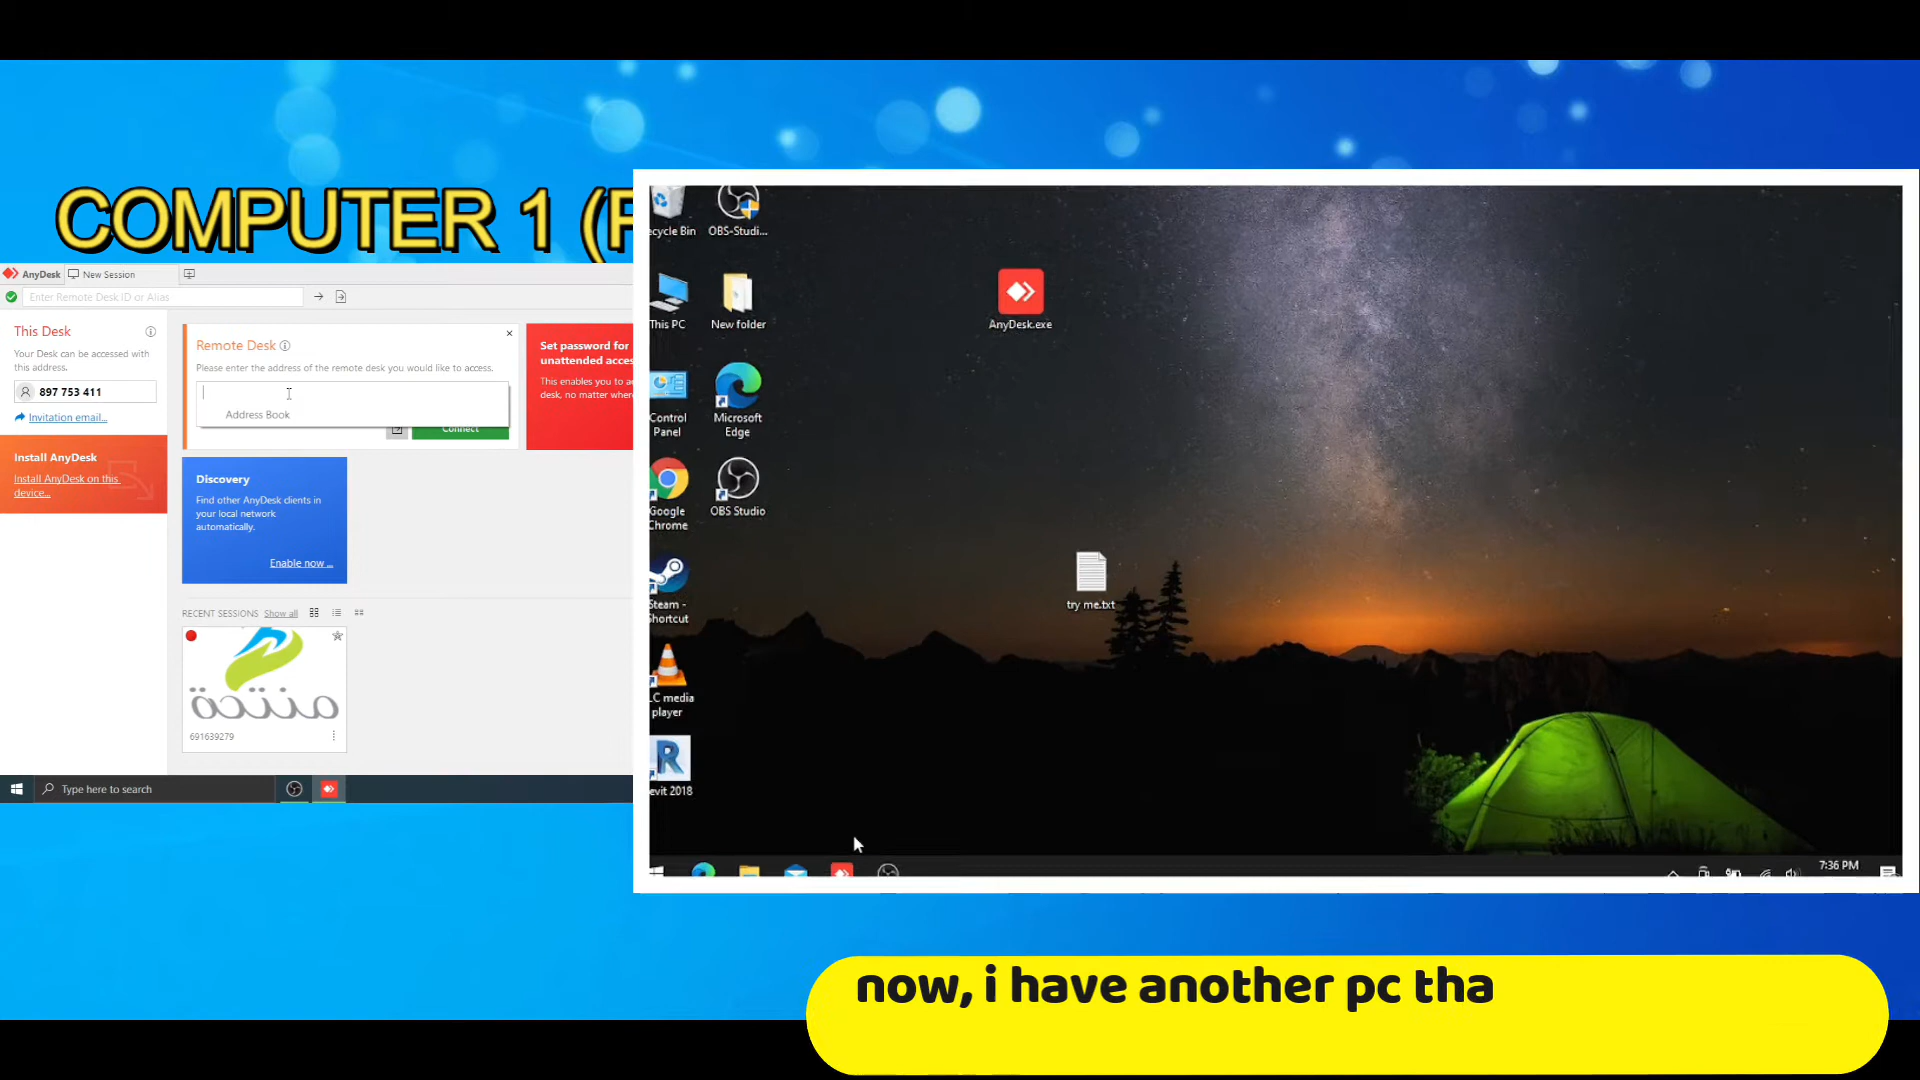 COMPUTER 1 (
AnyDesk
New Session
Enter Remote Desk ID or Alias
This Desk
Your Desk can be accessed with
this address.
897 753 411
Invitation email...
Install AnyDesk
Install AnyDesk on this
device...
Remote Desk
Please enter the address of the remote desk you would like to access.
Address Book
Connect
Set password for
unattended acces
This enables you to a
desk, no matter where
Discovery
Find other AnyDesk clients in
your local network
automatically.
Enable now ...
RECENT SESSIONS Show all
691639279
Type here to search
ecycle Bin
OBS-Studi...
This PC
New folder
Control
Panel
Microsoft
Edge
Google
Chrome
OBS Studio
Steam -
Shortcut
LC media
player
evit 2018
AnyDesk.exe
try me.txt
7:36 PM
now, i have another pc tha